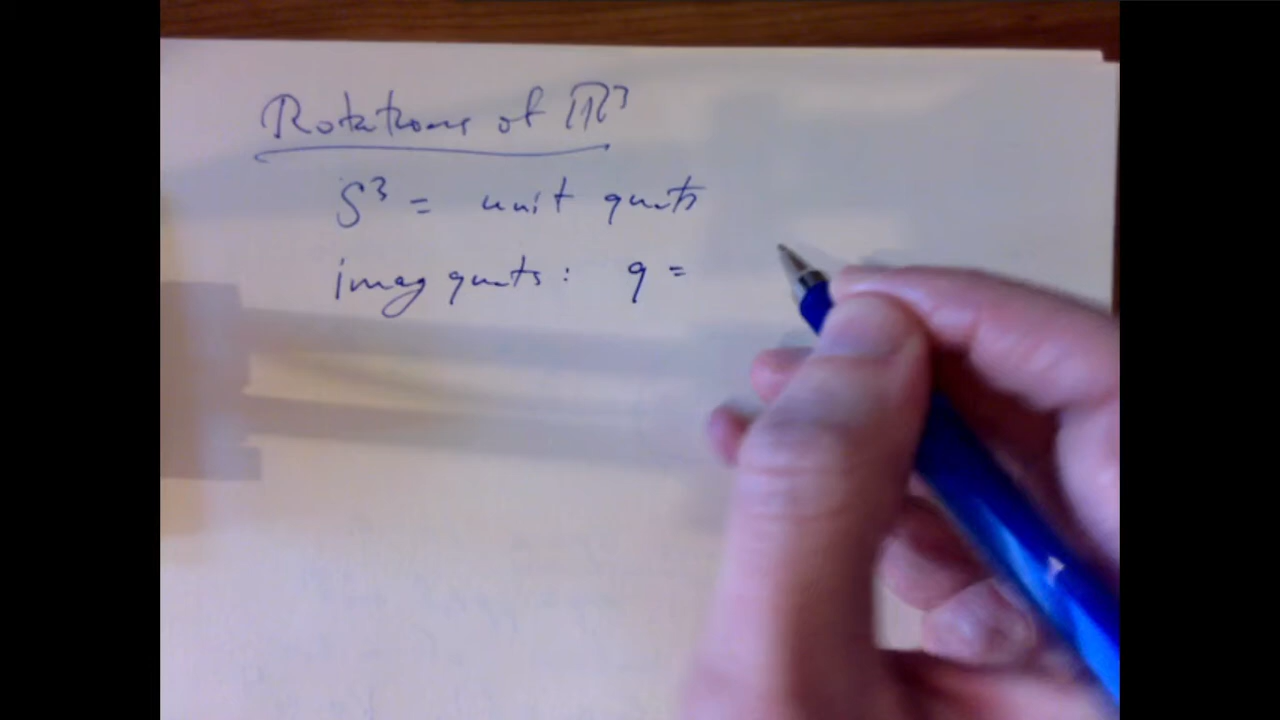 Rotations of ℝ³
S³ = unit quats
imag quats: q =